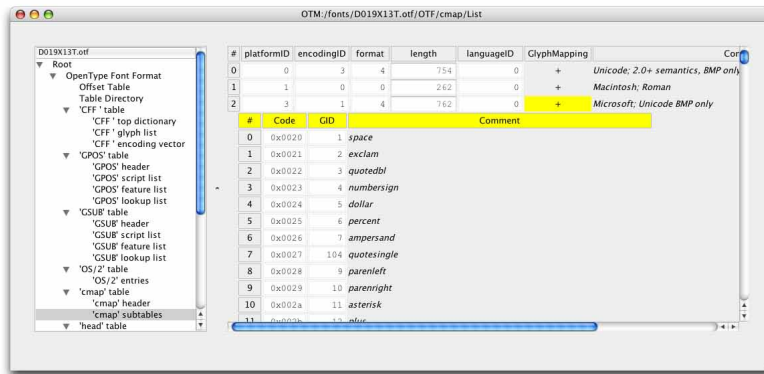 OTM:/fonts/D019X13T.otf/OTF/cmap/List
D019X13T.otf
Root
OpenType Font Format
Offset Table
Table Directory
'CFF ' table
'CFF ' top dictionary
'CFF ' glyph list
'CFF ' encoding vector
'GPOS' table
'GPOS' header
'GPOS' script list
'GPOS' feature list
'GPOS' lookup list
'GSUB' table
'GSUB' header
'GSUB' script list
'GSUB' feature list
'GSUB' lookup list
'OS/2' table
'OS/2' entries
'cmap' table
'cmap' header
'cmap' subtables
'head' table
# platformID encodingID format length languageID GlyphMapping Cor
0 0 3 4 754 0 + Unicode; 2.0+ semantics, BMP only
1 1 0 0 262 0 + Macintosh; Roman
2 3 1 4 762 0 + Microsoft; Unicode BMP only
# Code GID Comment
0 0x0020 1 space
1 0x0021 2 exclam
2 0x0022 3 quotedbl
3 0x0023 4 numbersign
4 0x0024 5 dollar
5 0x0025 6 percent
6 0x0026 7 ampersand
7 0x0027 104 quotesingle
8 0x0028 9 parenleft
9 0x0029 10 parenright
10 0x002a 11 asterisk
11 0x002b 12 plus